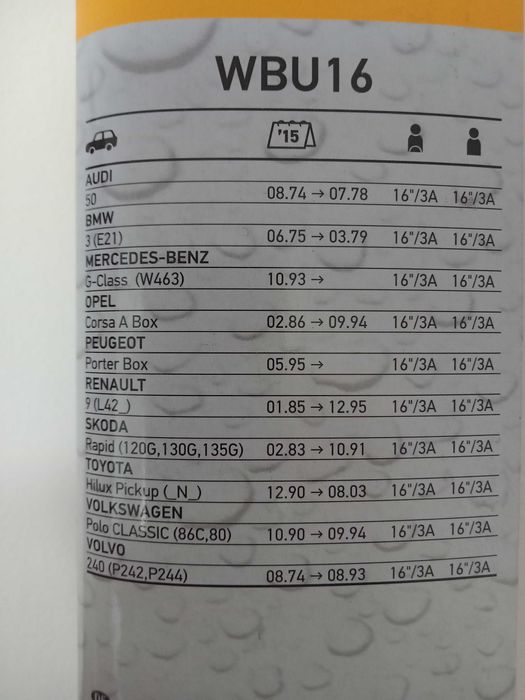 WBU16
'15
AUDI
50 08.74 → 07.78 16"/3A 16"/3A
BMW
3 (E21) 06.75 → 03.79 16"/3A 16"/3A
MERCEDES-BENZ
G-Class (W463) 10.93 → 16"/3A 16"/3A
OPEL
Corsa A Box 02.86 → 09.94 16"/3A 16"/3A
PEUGEOT
Porter Box 05.95 → 16"/3A 16"/3A
RENAULT
9 (L42_) 01.85 → 12.95 16"/3A 16"/3A
SKODA
Rapid (120G,130G,135G) 02.83 → 10.91 16"/3A 16"/3A
TOYOTA
Hilux Pickup (_N_) 12.90 → 08.03 16"/3A 16"/3A
VOLKSWAGEN
Polo CLASSIC (86C,80) 10.90 → 09.94 16"/3A 16"/3A
VOLVO
240 (P242,P244) 08.74 → 08.93 16"/3A 16"/3A